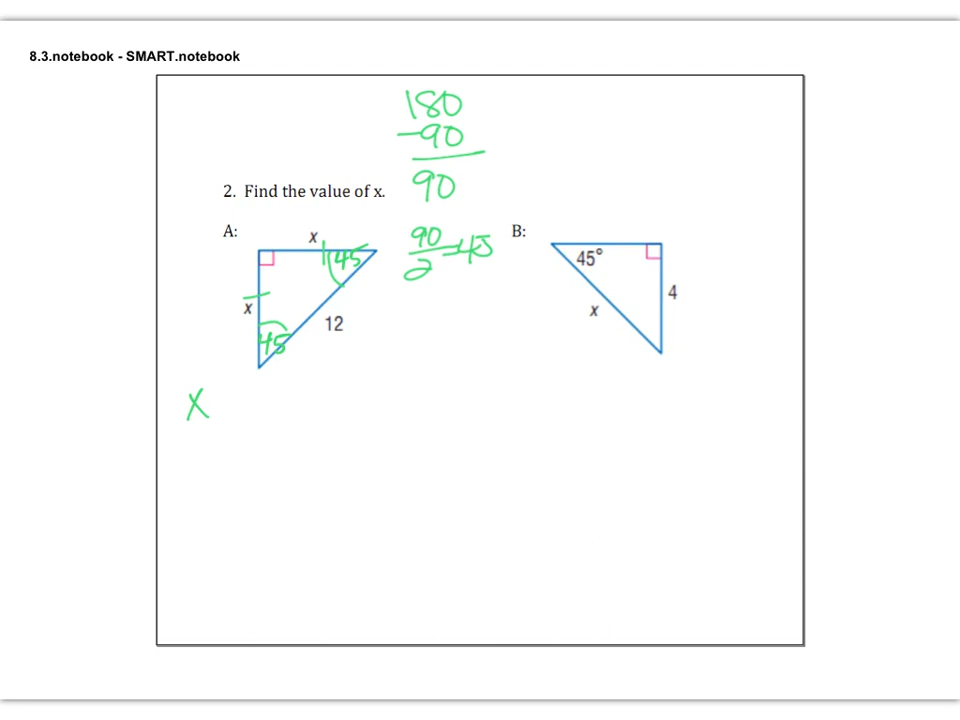 8.3.notebook - SMART.notebook
180
-90
90
2. Find the value of x.
A:
x
45
90/2=45
B:
45°
x
12
45
x
4
X